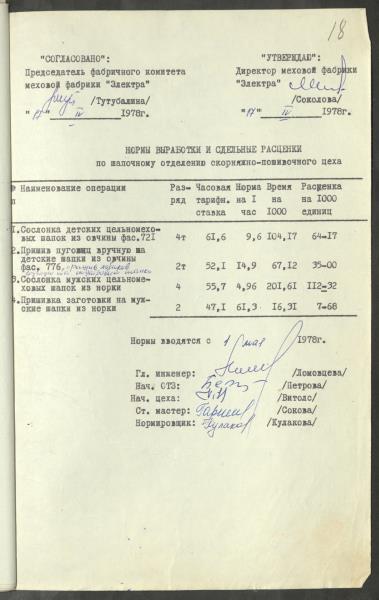 18
"СОГЛАСОВАНО":
Председатель фабричного комитета
меховой фабрики "Электра"
/Тутубалина/
"17" IV 1978г.
"УТВЕРЖДАЮ":
Директор меховой фабрики
"Электра"
/Соколова/
"17" IV 1978г.
НОРМЫ ВЫРАБОТКИ И СДЕЛЬНЫЕ РАСЦЕНКИ
по шапочному отделению скорняжно-пошивочного цеха
№ Наименование операции Раз- Часовая Норма Время Расценка
п ряд тарифн. на I на на I000
ставка час I000 единиц
I.Сослонка детских цельномехо-
вых шапок из овчины фас.72I 4т 6I,6 9,6 I04,I7 64-I7
2.Пришив пуговиц вручную на
детские шапки из овчины
фас. 776, 2т 52,I I4,9 67,I2 35-00
3.Сослонка мужских цельноме-
ховых шапок из норки 4 55,7 4,96 20I,6I II2-32
4.Пришивка заготовки на муж-
ские шапки из норки 2 47,I 6I,3 I6,3I 7-68
Нормы вводятся с 1 мая 1978г.
Гл. инженер: /Ломовцева/
Нач. ОТЗ: /Петрова/
Нач. цеха: /Витолс/
Ст. мастер: /Сокова/
Нормировщик: /Кулакова/